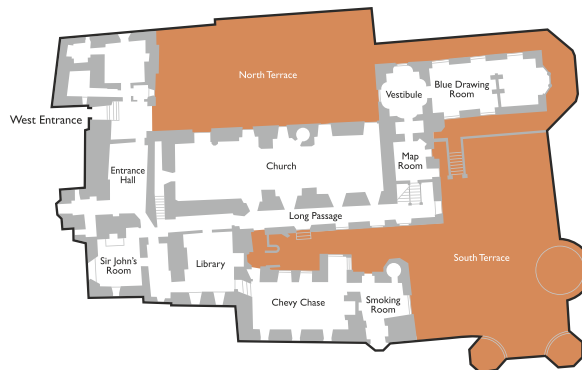 North Terrace
Blue Drawing
Room
Vestibule
West Entrance
Church
Map
Room
Entrance
Hall
Long Passage
Sir John's
Room
Library
South Terrace
Chevy Chase
Smoking
Room